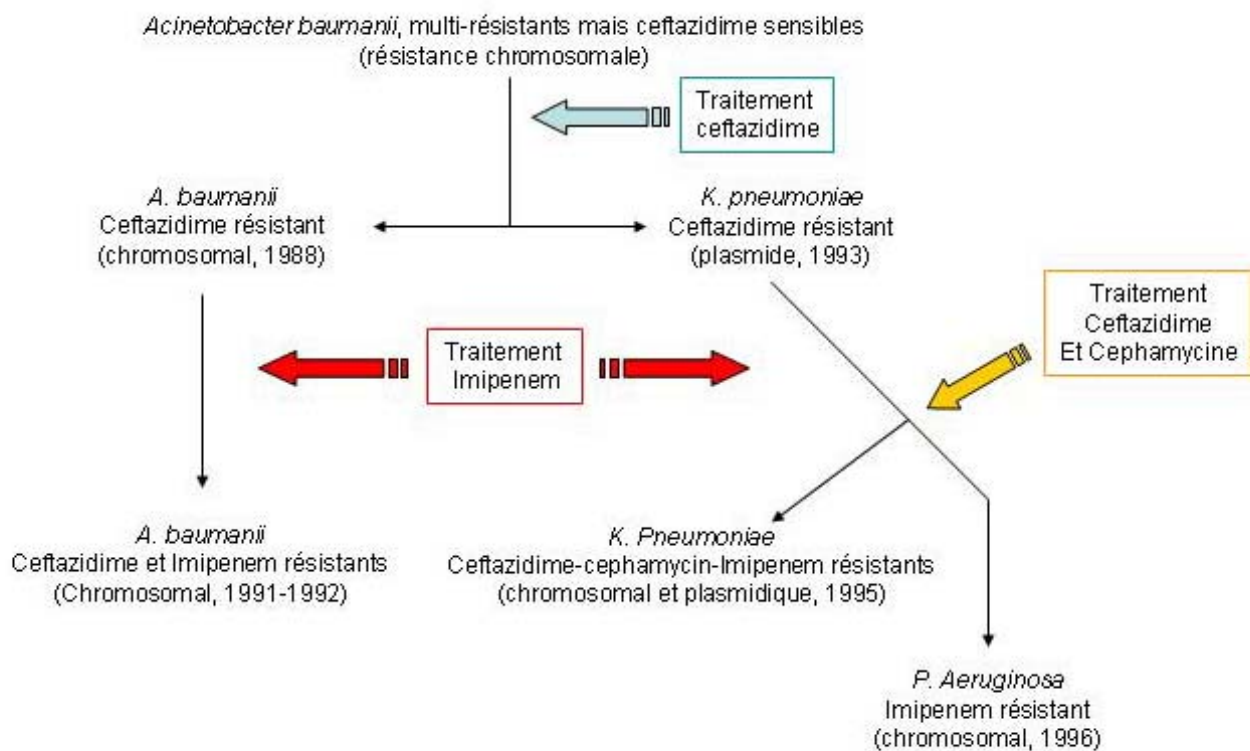 Acinetobacter baumanii, multi-résistants mais ceftazidime sensibles
(résistance chromosomale)
Traitement
ceftazidime
A. baumanii
Ceftazidime résistant
(chromosomal, 1988)
K. pneumoniae
Ceftazidime résistant
(plasmide, 1993)
Traitement
Ceftazidime
Et Cephamycine
Traitement
Imipenem
A. baumanii
Ceftazidime et Imipenem résistants
(Chromosomal, 1991-1992)
K. Pneumoniae
Ceftazidime-cephamycin-Imipenem résistants
(chromosomal et plasmidique, 1995)
P. Aeruginosa
Imipenem résistant
(chromosomal, 1996)